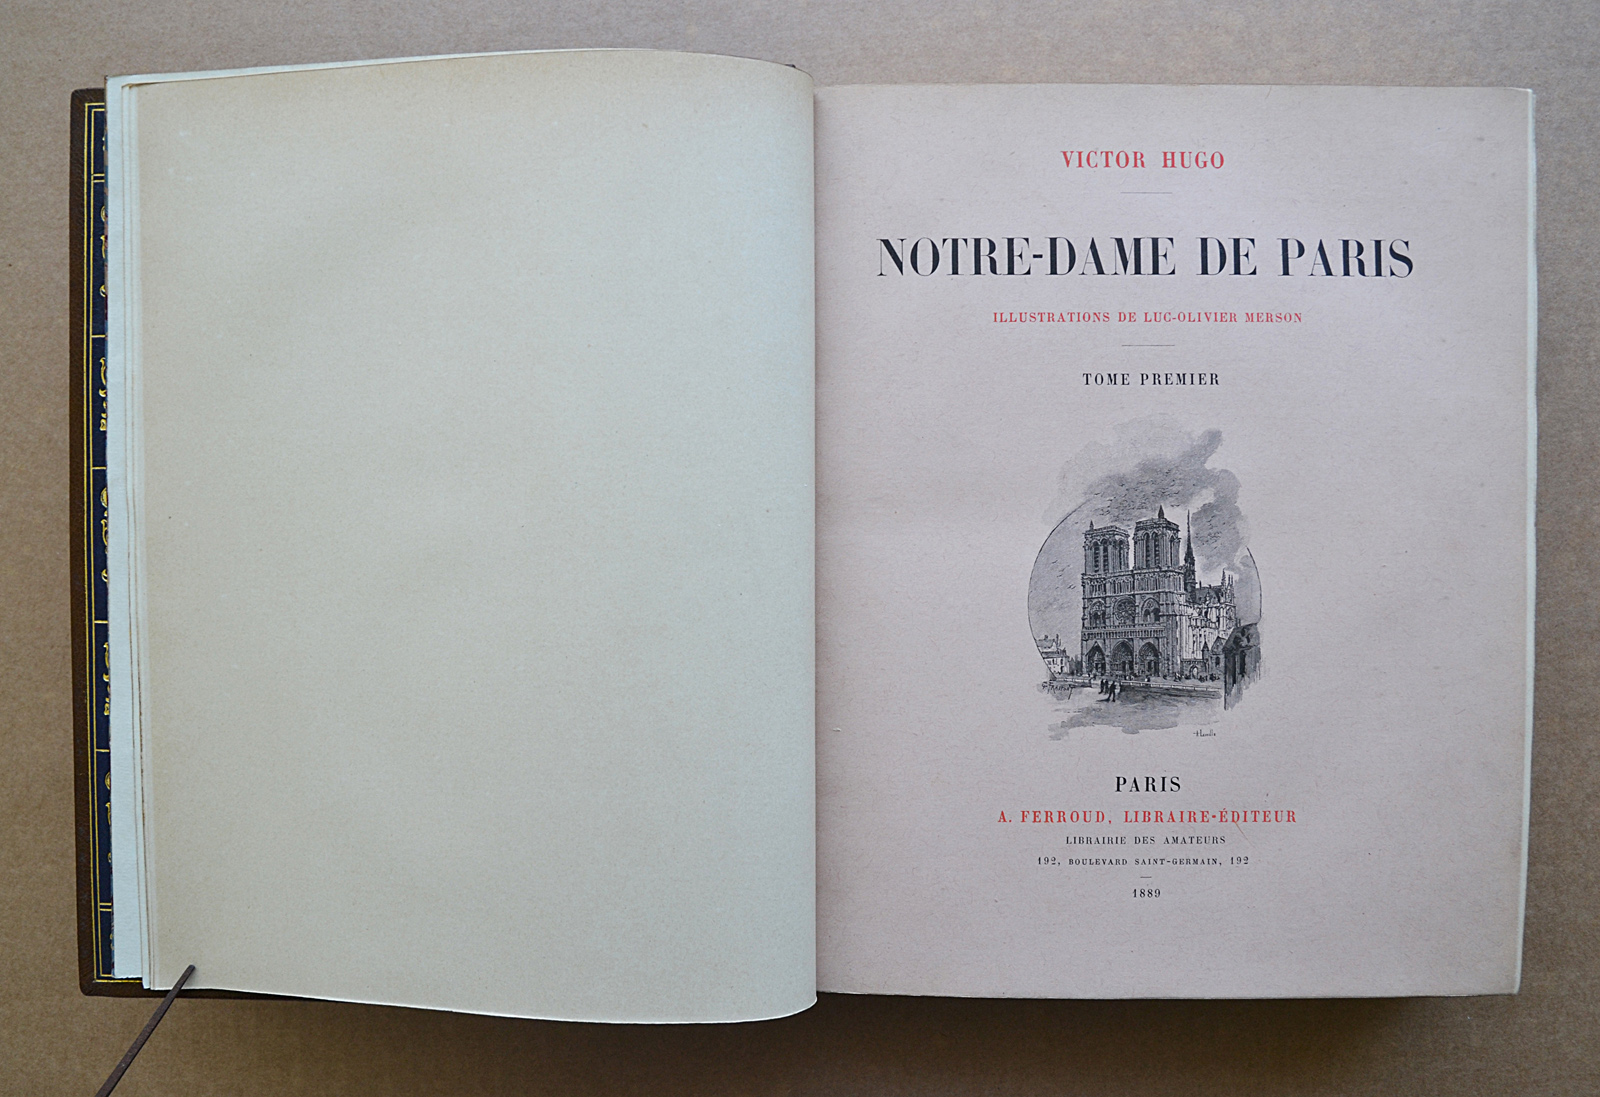 VICTOR HUGO
NOTRE-DAME DE PARIS
ILLUSTRATIONS DE LUC-OLIVIER MERSON
TOME PREMIER
PARIS
A. FERROUD, LIBRAIRE-ÉDITEUR
LIBRAIRIE DES AMATEURS
192, BOULEVARD SAINT-GERMAIN, 192
1889